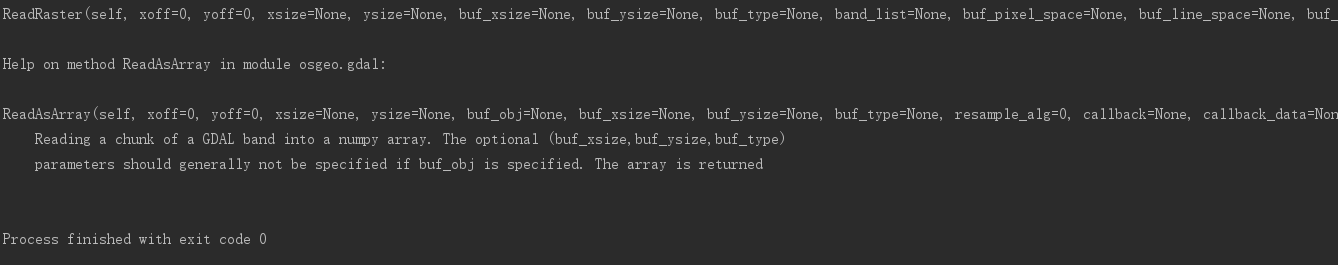 ReadRaster(self, xoff=0, yoff=0, xsize=None, ysize=None, buf_xsize=None, buf_ysize=None, buf_type=None, band_list=None, buf_pixel_space=None, buf_line_space=None, buf_
Help on method ReadAsArray in module osgeo.gdal:
ReadAsArray(self, xoff=0, yoff=0, xsize=None, ysize=None, buf_obj=None, buf_xsize=None, buf_ysize=None, buf_type=None, resample_alg=0, callback=None, callback_data=Non
Reading a chunk of a GDAL band into a numpy array. The optional (buf_xsize,buf_ysize,buf_type)
parameters should generally not be specified if buf_obj is specified. The array is returned
Process finished with exit code 0